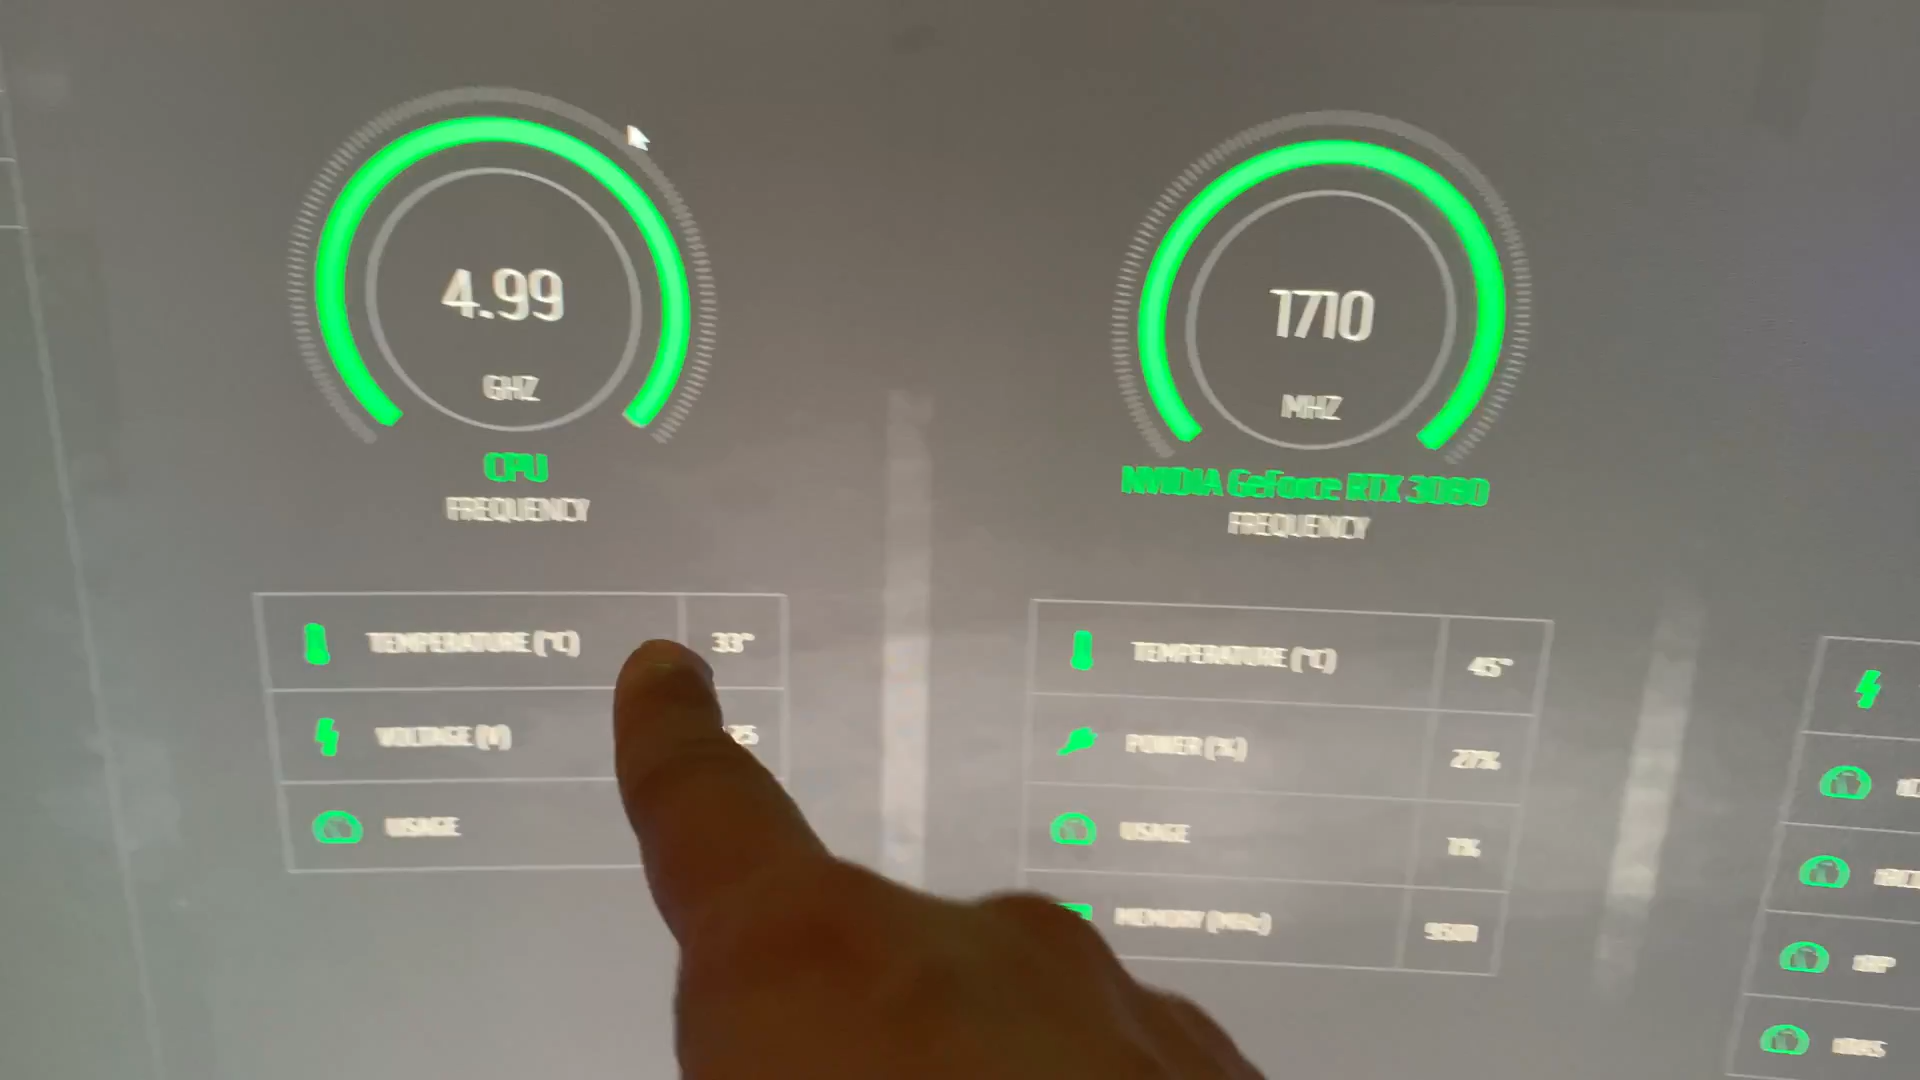 4.99
GHZ
CPU
FREQUENCY
TEMPERATURE (°C) 33°
VOLTAGE (V)
USAGE
1710
MHZ
NVIDIA GeForce RTX 3080
FREQUENCY
TEMPERATURE (°C) 45°
POWER (%) 27%
USAGE 1%
MEMORY (MHz)